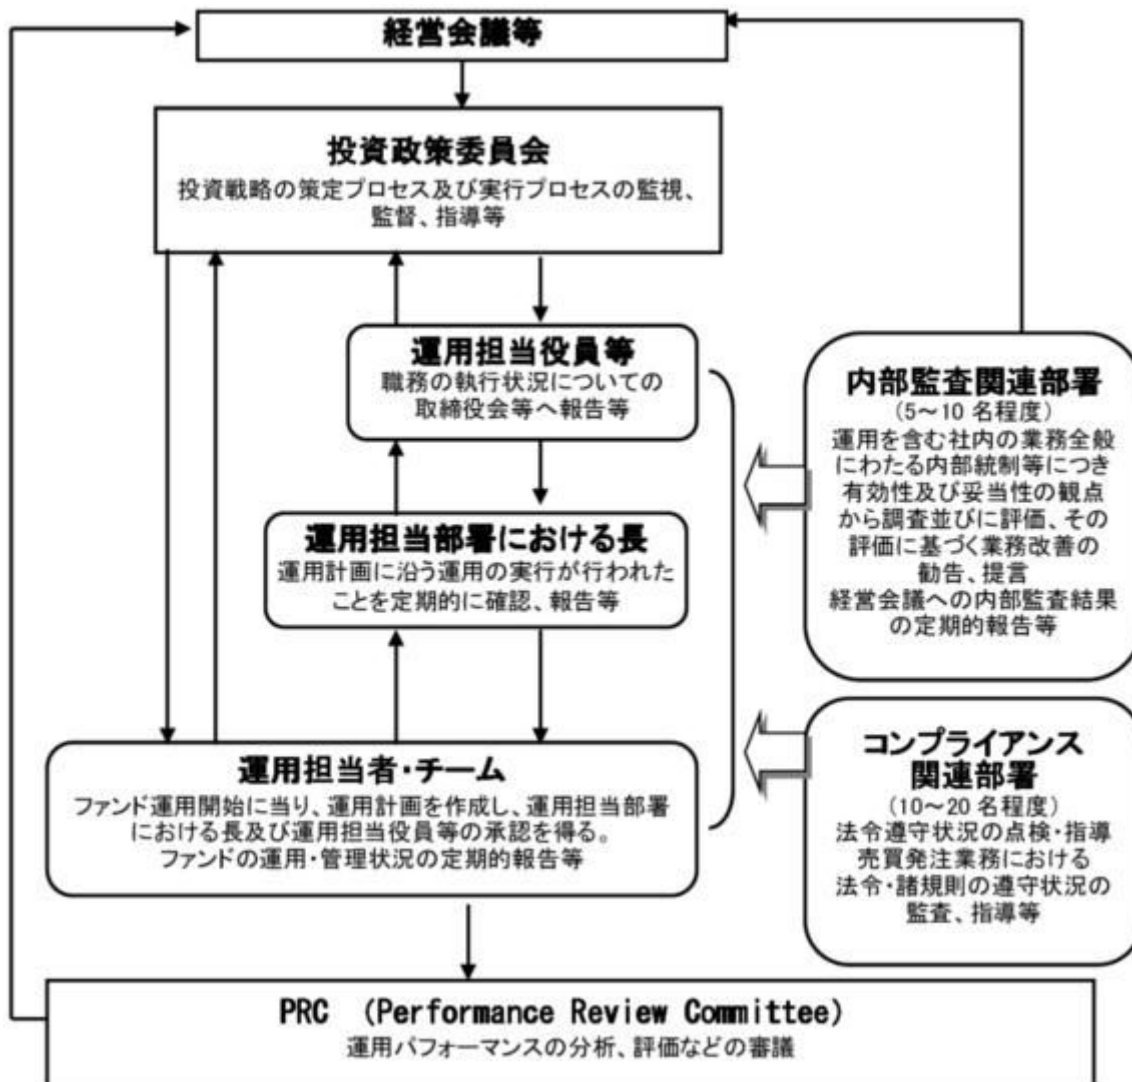 経営会議等
投資政策委員会
投資戦略の策定プロセス及び実行プロセスの監視、
監督、指導等
運用担当役員等
職務の執行状況についての
取締役会等へ報告等
運用担当部署における長
運用計画に沿う運用の実行が行われた
ことを定期的に確認、報告等
運用担当者・チーム
ファンド運用開始に当り、運用計画を作成し、運用担当部署
における長及び運用担当役員等の承認を得る。
ファンドの運用・管理状況の定期的報告等
内部監査関連部署
(5～10 名程度)
運用を含む社内の業務全般
にわたる内部統制等につき
有効性及び妥当性の観点
から調査並びに評価、その
評価に基づく業務改善の
勧告、提言
経営会議への内部監査結果
の定期的報告等
コンプライアンス
関連部署
(10～20 名程度)
法令遵守状況の点検・指導
売買発注業務における
法令・諸規則の遵守状況の
監査、指導等
PRC (Performance Review Committee)
運用パフォーマンスの分析、評価などの審議